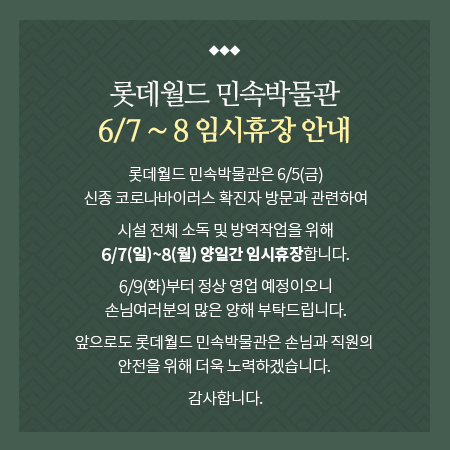 롯데월드 민속박물관
6/7 ~ 8 임시휴장 안내
롯데월드 민속박물관은 6/5(금)
신종 코로나바이러스 확진자 방문과 관련하여
시설 전체 소독 및 방역작업을 위해
6/7(일)~8(월) 양일간 임시휴장합니다.
6/9(화)부터 정상 영업 예정이오니
손님여러분의 많은 양해 부탁드립니다.
앞으로도 롯데월드 민속박물관은 손님과 직원의
안전을 위해 더욱 노력하겠습니다.
감사합니다.